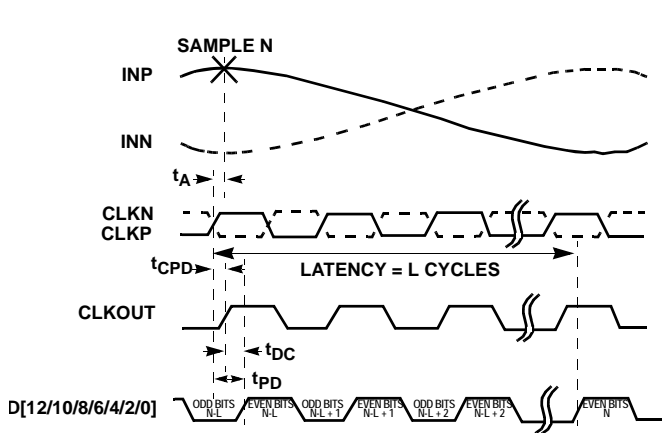 SAMPLE N
INP
INN
tA
CLKN
CLKP
tCPD
LATENCY = L CYCLES
CLKOUT
tDC
tPD
D[12/10/8/6/4/2/0]
ODD BITS
N-L
EVEN BITS
N-L
ODD BITS
N-L + 1
EVEN BITS
N-L + 1
ODD BITS
N-L + 2
EVEN BITS
N-L + 2
EVEN BITS
N